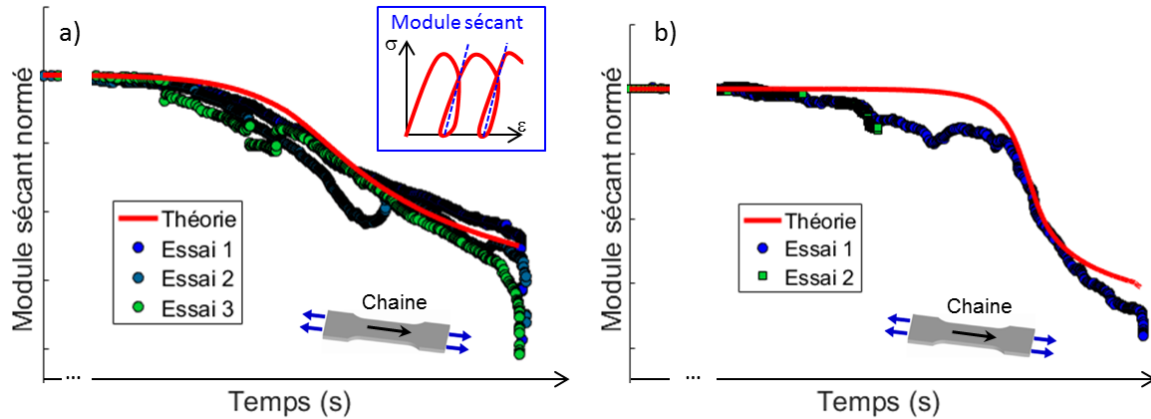 a)
Module sécant normé
Module sécant
σ
ε
Théorie
Essai 1
Essai 2
Essai 3
Chaine
...
Temps (s)
b)
Module sécant normé
Théorie
Essai 1
Essai 2
Chaine
...
Temps (s)